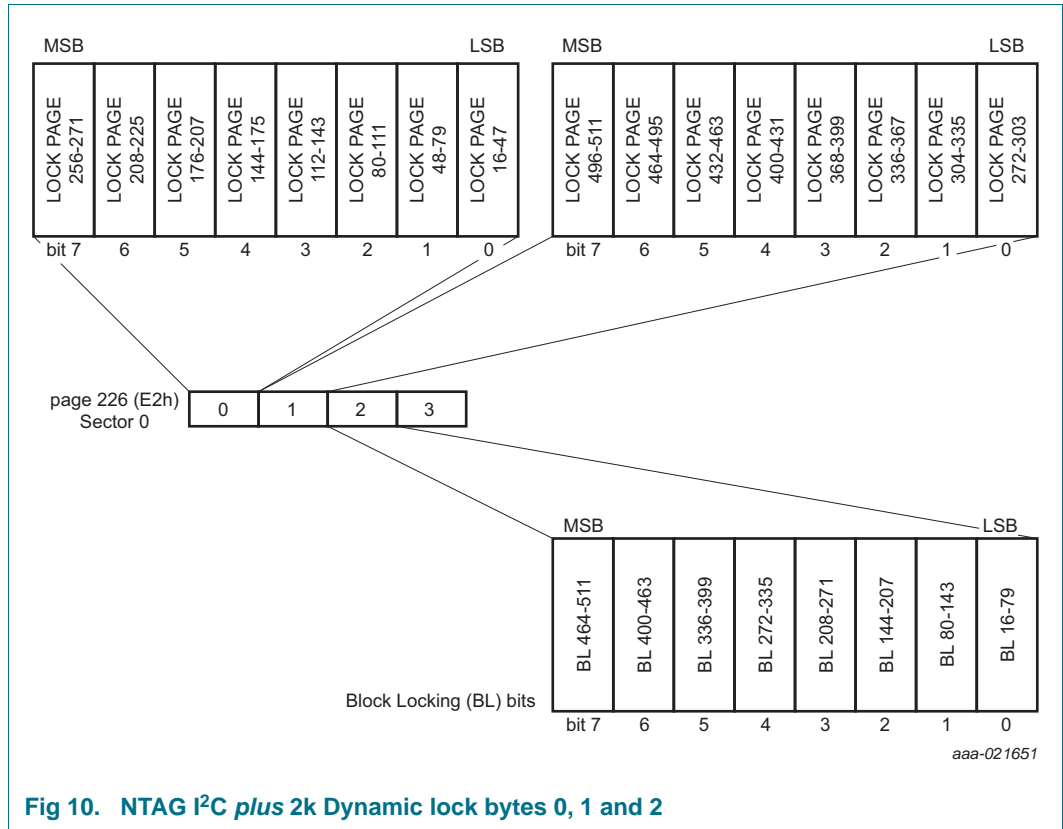 MSB LSB MSB LSB
LOCK PAGE 256-271
LOCK PAGE 208-225
LOCK PAGE 176-207
LOCK PAGE 144-175
LOCK PAGE 112-143
LOCK PAGE 80-111
LOCK PAGE 48-79
LOCK PAGE 16-47
LOCK PAGE 496-511
LOCK PAGE 464-495
LOCK PAGE 432-463
LOCK PAGE 400-431
LOCK PAGE 368-399
LOCK PAGE 336-367
LOCK PAGE 304-335
LOCK PAGE 272-303
bit 7 6 5 4 3 2 1 0 bit 7 6 5 4 3 2 1 0
page 226 (E2h)
Sector 0
0 1 2 3
MSB LSB
BL 464-511
BL 400-463
BL 336-399
BL 272-335
BL 208-271
BL 144-207
BL 80-143
BL 16-79
Block Locking (BL) bits
bit 7 6 5 4 3 2 1 0
aaa-021651
Fig 10. NTAG I²C plus 2k Dynamic lock bytes 0, 1 and 2